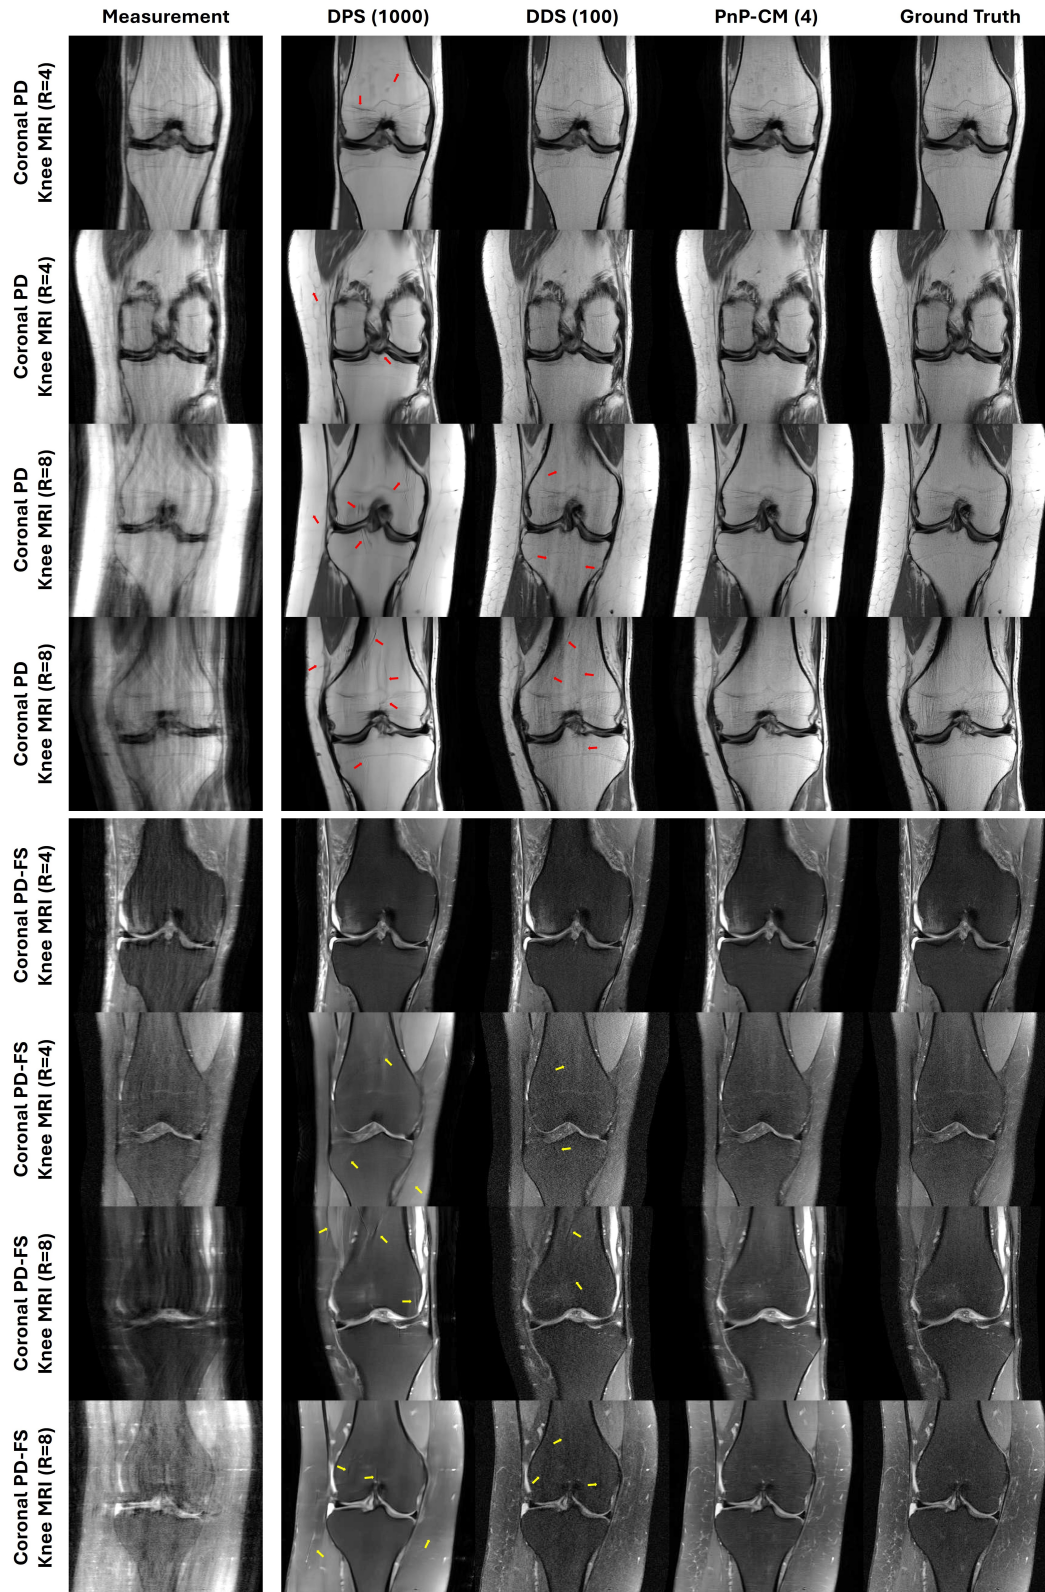 Measurement DPS (1000) DDS (100) PnP-CM (4) Ground Truth
Coronal PD
Knee MRI (R=4)
Coronal PD
Knee MRI (R=4)
Coronal PD
Knee MRI (R=8)
Coronal PD
Knee MRI (R=8)
Coronal PD-FS
Knee MRI (R=4)
Coronal PD-FS
Knee MRI (R=4)
Coronal PD-FS
Knee MRI (R=8)
Coronal PD-FS
Knee MRI (R=8)